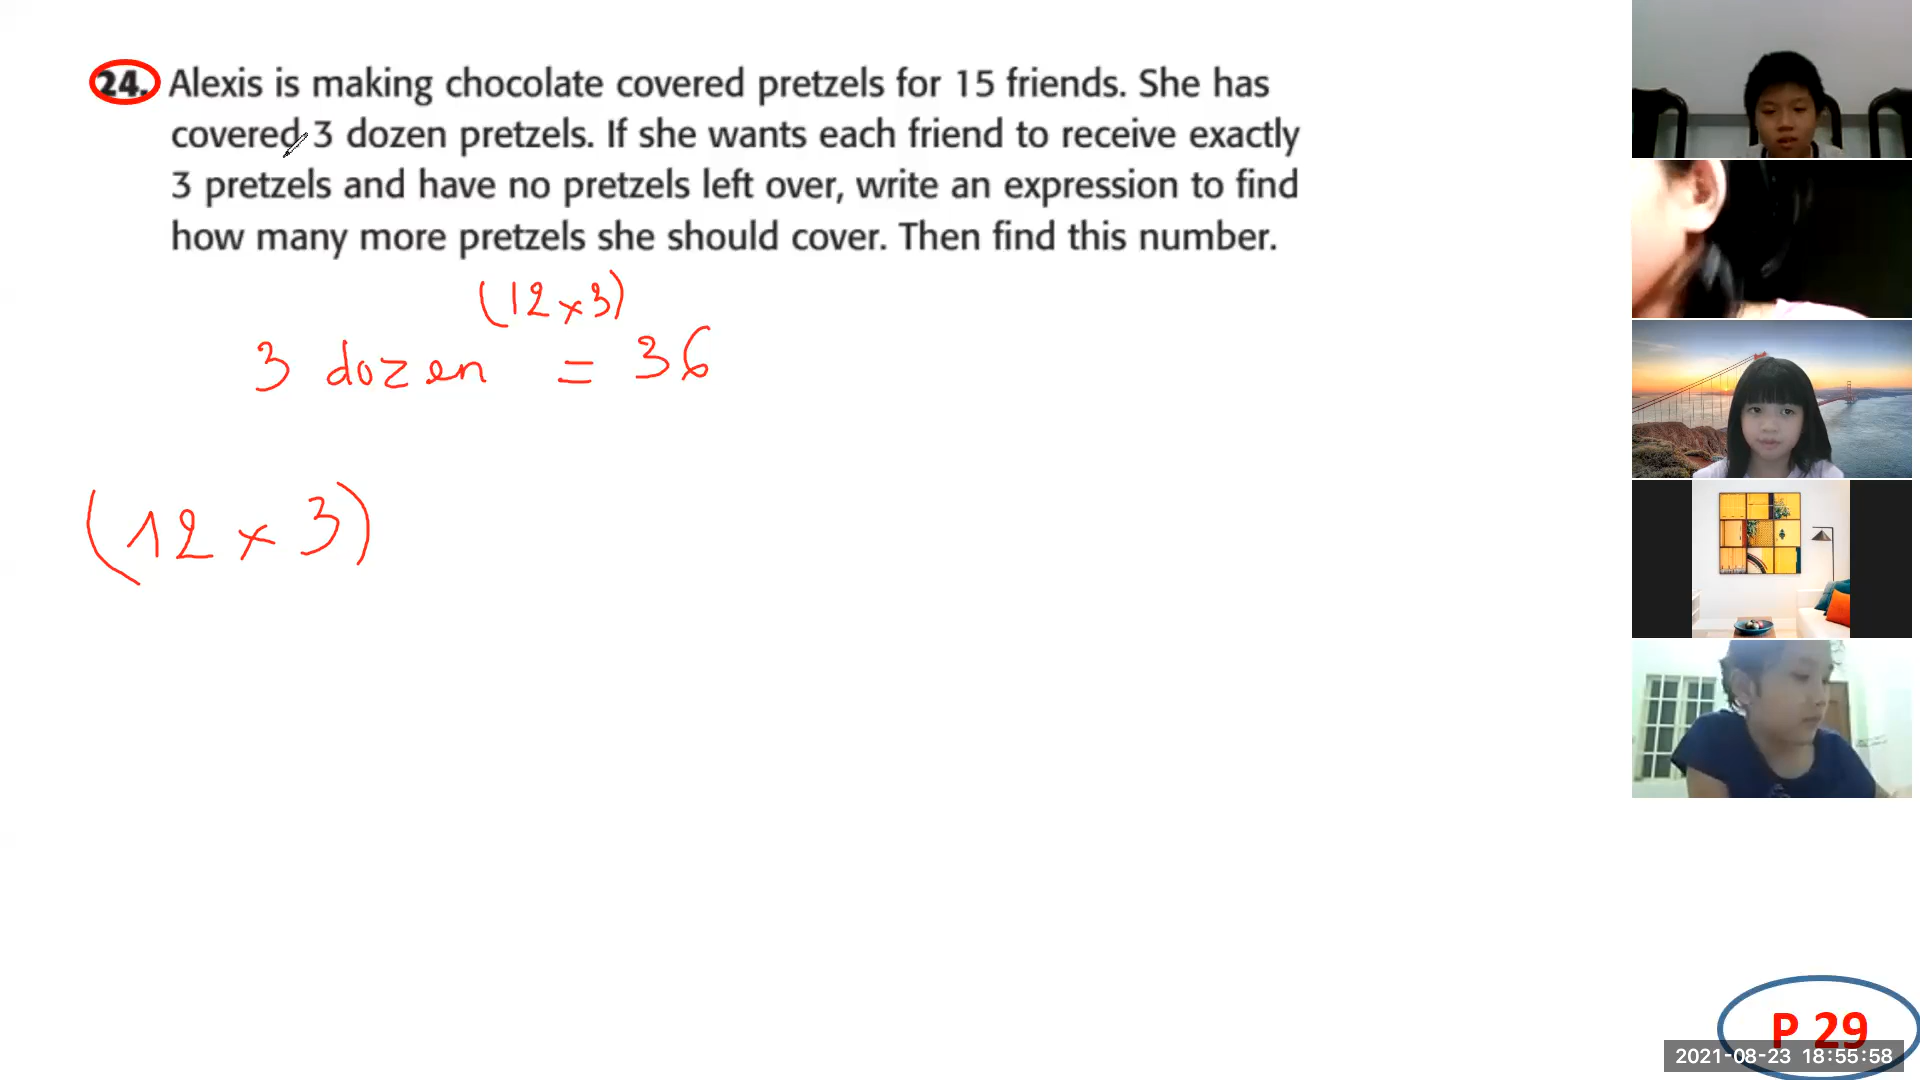 24. Alexis is making chocolate covered pretzels for 15 friends. She has
covered 3 dozen pretzels. If she wants each friend to receive exactly
3 pretzels and have no pretzels left over, write an expression to find
how many more pretzels she should cover. Then find this number.
(12 × 3)
3 dozen = 36
(12 × 3)
P 29
2021-08-23 18:55:58